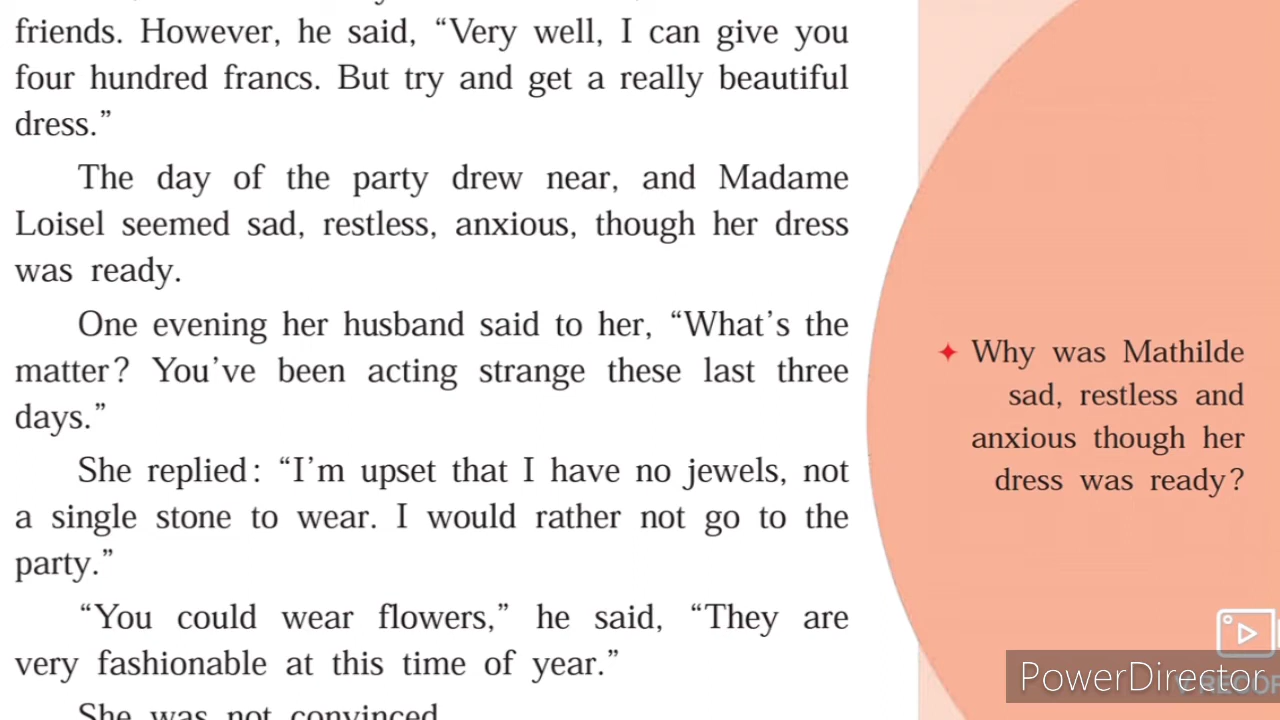 friends. However, he said, “Very well, I can give you
four hundred francs. But try and get a really beautiful
dress.”
The day of the party drew near, and Madame
Loisel seemed sad, restless, anxious, though her dress
was ready.
One evening her husband said to her, “What’s the
matter? You’ve been acting strange these last three
days.”
She replied: “I’m upset that I have no jewels, not
a single stone to wear. I would rather not go to the
party.”
“You could wear flowers,” he said, “They are
very fashionable at this time of year.”
She was not convinced.
✦ Why was Mathilde
sad, restless and
anxious though her
dress was ready?
PowerDirector